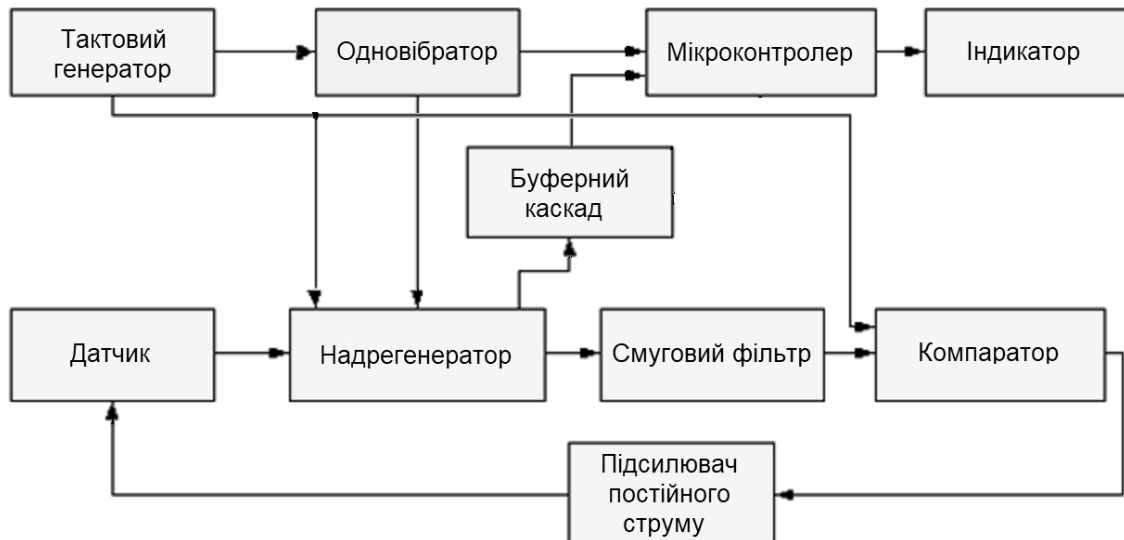 Тактовий
генератор
Одновібратор
Мікроконтролер
Індикатор
Буферний
каскад
Датчик
Надрегенератор
Смуговий фільтр
Компаратор
Підсилювач
постійного
струму